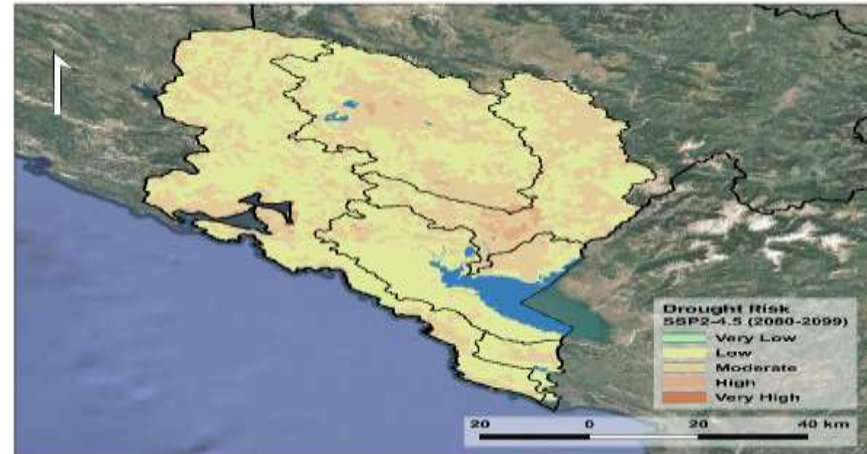 Drought Risk
SSP2-4.5 (2080-2099)
Very Low
Low
Moderate
High
Very High
20 0 20 40 km